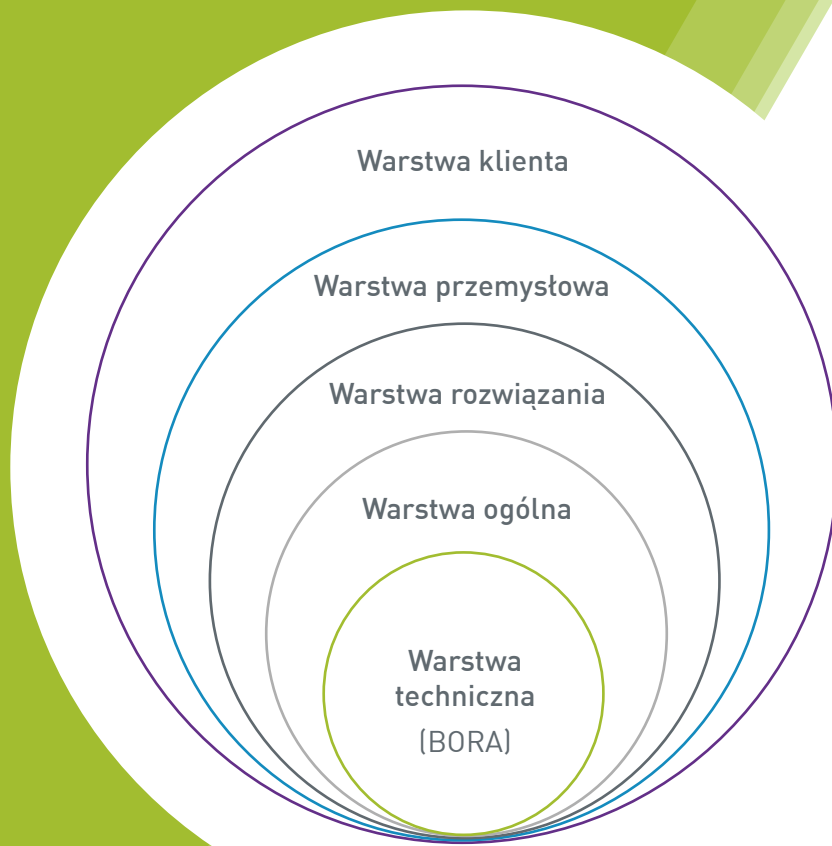 Warstwa klienta
Warstwa przemysłowa
Warstwa rozwiązania
Warstwa ogólna
Warstwa
techniczna
(BORA)